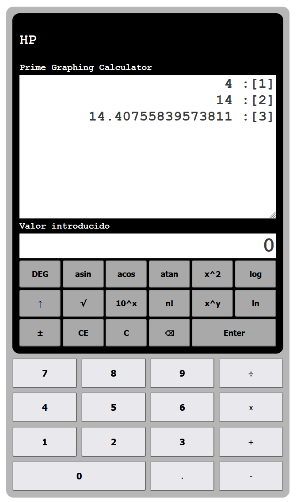 HP
Prime Graphing Calculator
4 :[1]
14 :[2]
14.40755839573811 :[3]
Valor introducido
0
DEG asin acos atan x^2 log
↑ √ 10^x n! x^y ln
± CE C ⌫ Enter
7 8 9 ÷
4 5 6 x
1 2 3 +
0 . -